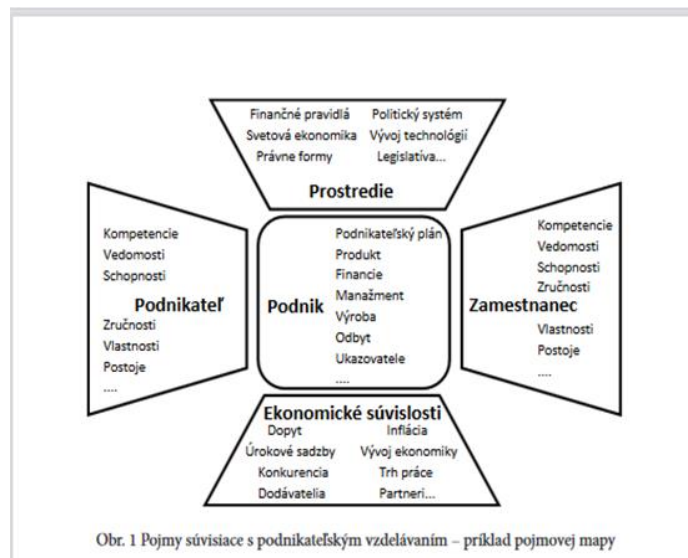 Finančné pravidlá Politický systém
Svetová ekonomika Vývoj technológií
Právne formy Legislatíva...
Prostredie
Kompetencie
Vedomosti
Schopnosti
Podnikateľ
Zručnosti
Vlastnosti
Postoje
....
Podnik
Podnikateľský plán
Produkt
Financie
Manažment
Výroba
Odbyt
Ukazovatele
....
Kompetencie
Vedomosti
Schopnosti
Zručnosti
Zamestnanec
Vlastnosti
Postoje
....
Ekonomické súvislosti
Dopyt Inflácia
Úrokové sadzby Vývoj ekonomiky
Konkurencia Trh práce
Dodávatelia Partneri...
Obr. 1 Pojmy súvisiace s podnikateľským vzdelávaním – príklad pojmovej mapy